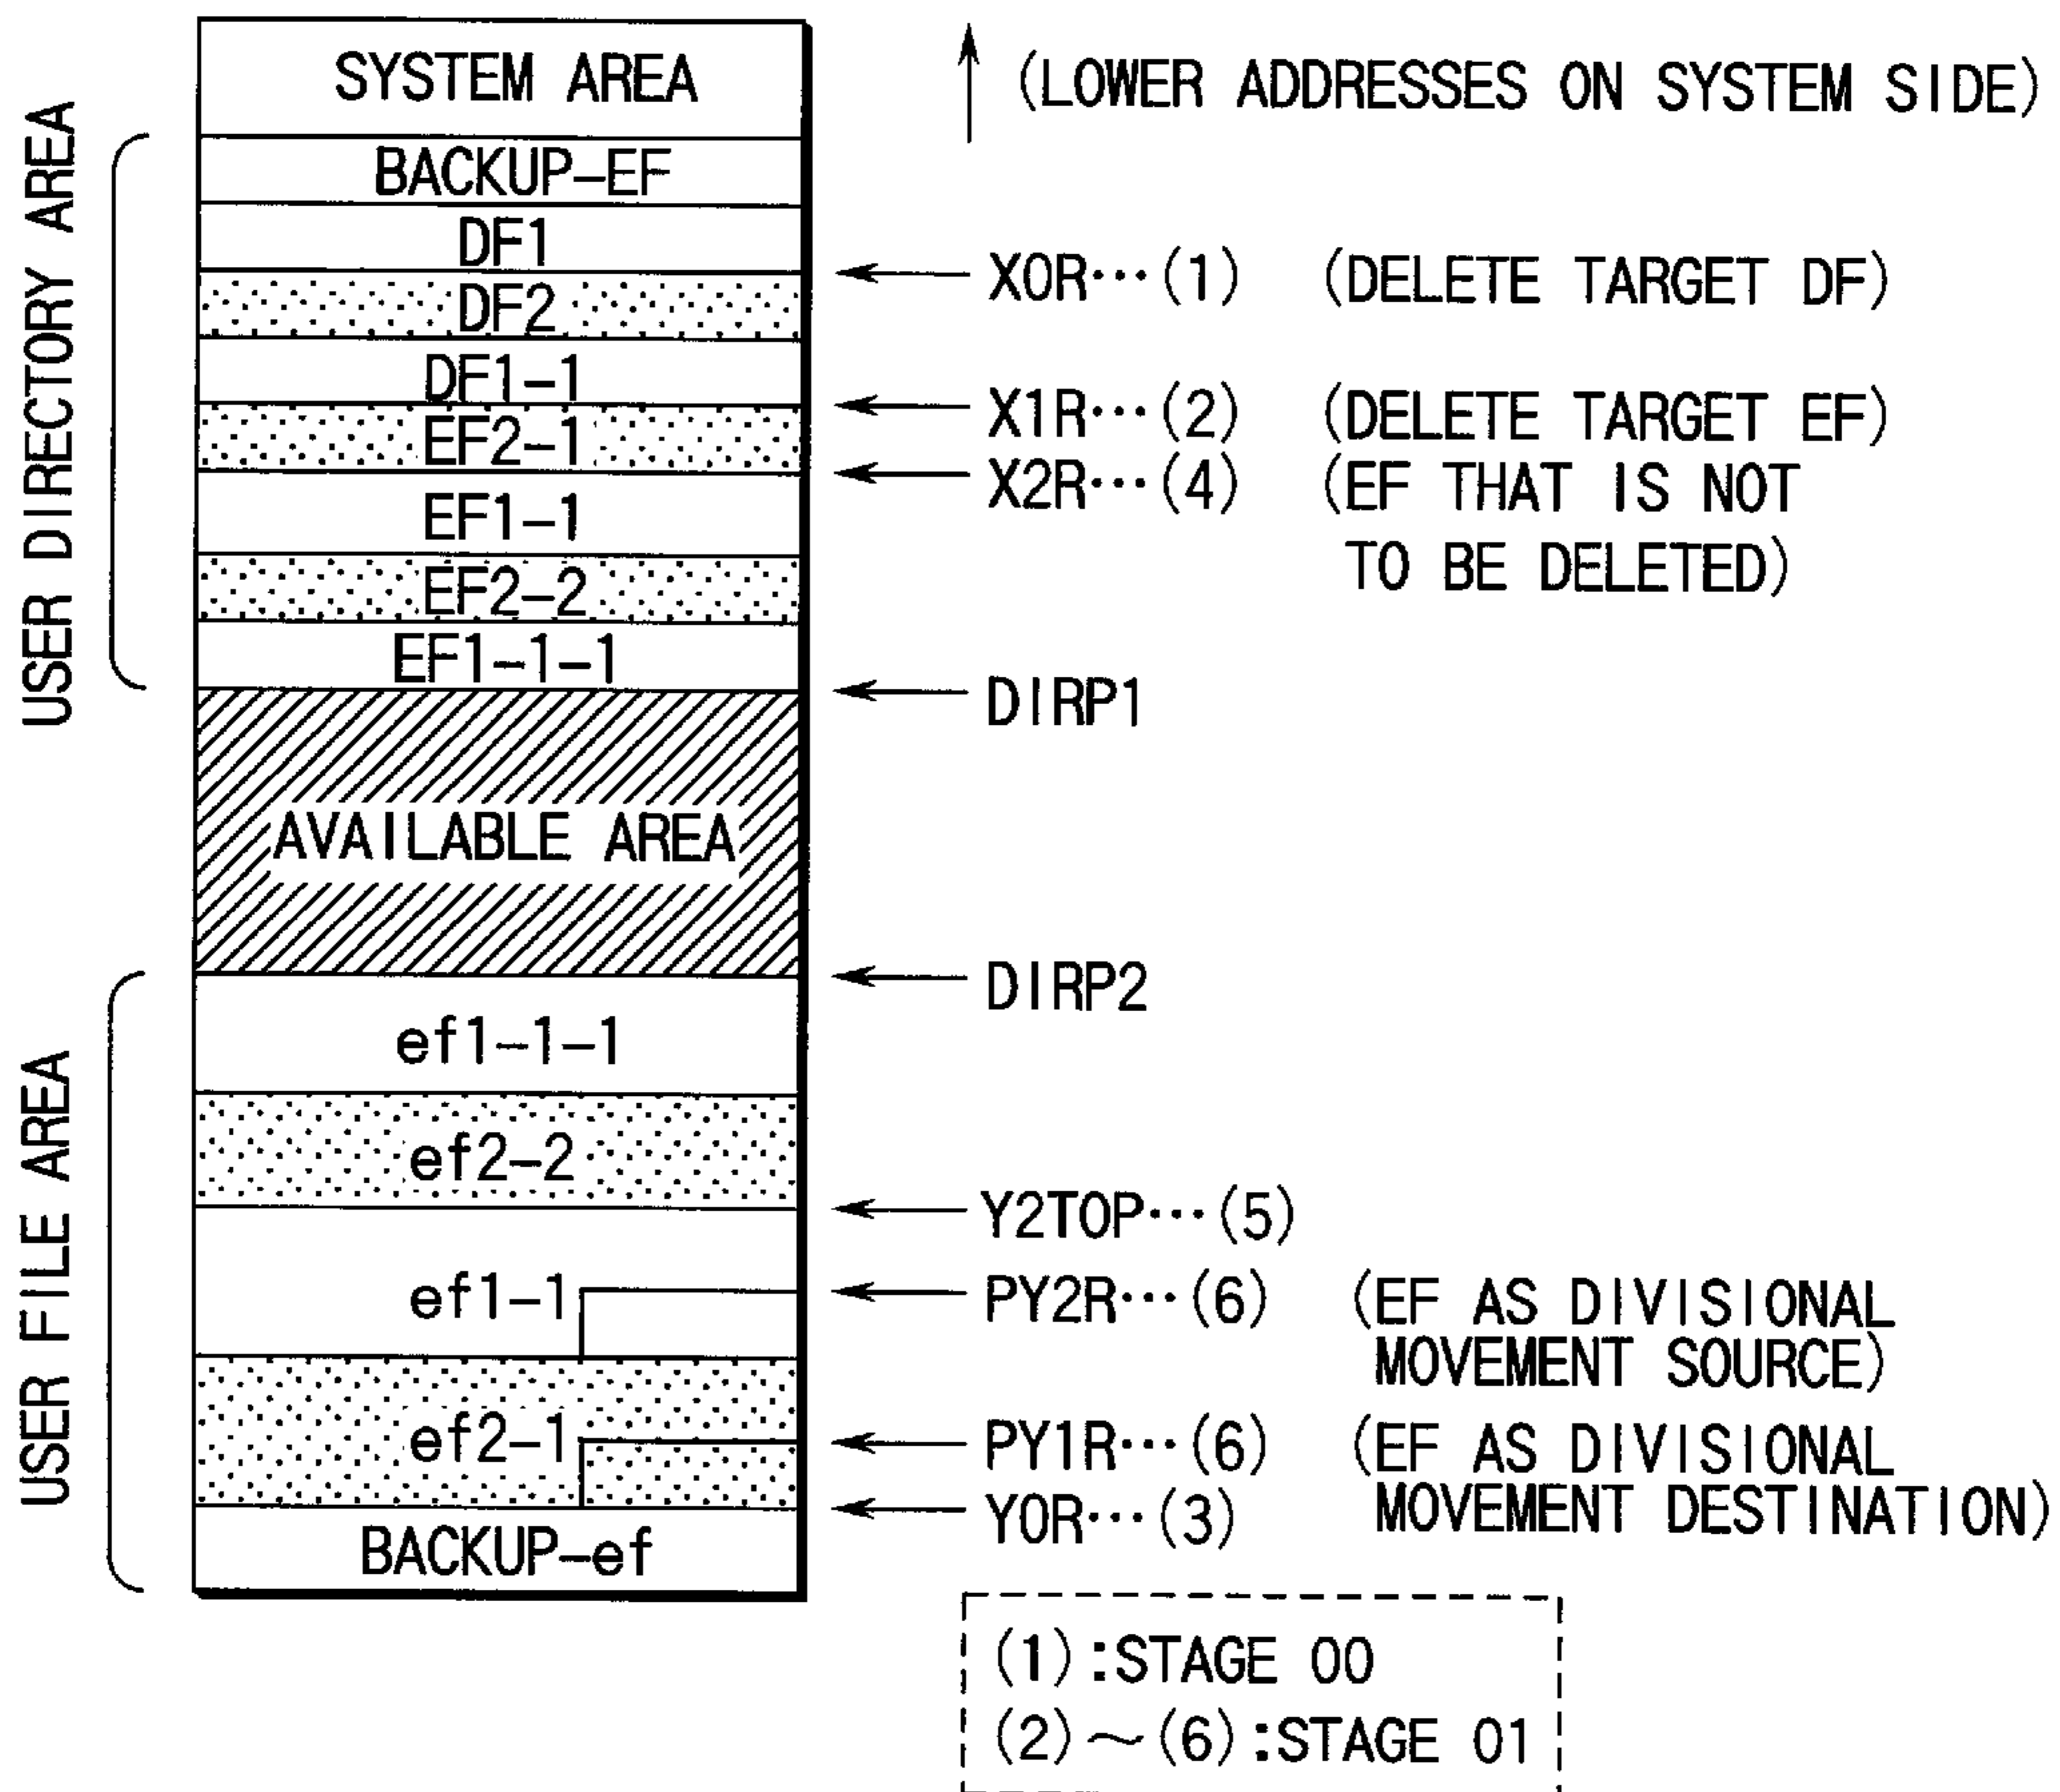 SYSTEM AREA
(LOWER ADDRESSES ON SYSTEM SIDE)
USER DIRECTORY AREA
BACKUP-EF
DF1
X0R···(1) (DELETE TARGET DF)
DF2
DF1-1
X1R···(2) (DELETE TARGET EF)
EF2-1
X2R···(4) (EF THAT IS NOT
TO BE DELETED)
EF1-1
EF2-2
EF1-1-1
DIRP1
AVAILABLE AREA
DIRP2
USER FILE AREA
ef1-1-1
ef2-2
Y2TOP···(5)
ef1-1
PY2R···(6) (EF AS DIVISIONAL
MOVEMENT SOURCE)
ef2-1
PY1R···(6) (EF AS DIVISIONAL
MOVEMENT DESTINATION)
Y0R···(3)
BACKUP-ef
(1):STAGE 00
(2)~(6):STAGE 01